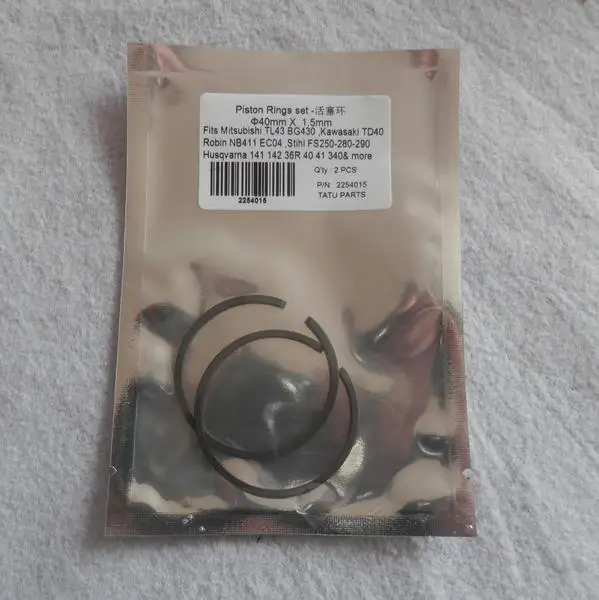 Piston Rings set -活塞环
Φ40mm X 1.5mm
Fits Mitsubishi TL43 BG430 ,Kawasaki TD40
Robin NB411 EC04 ,Stihl FS250-280-290
Husqvarna 141 142 36R 40 41 340& more
Q'ty : 2 PCS
P/N: 2254015
TATU PARTS
2254015